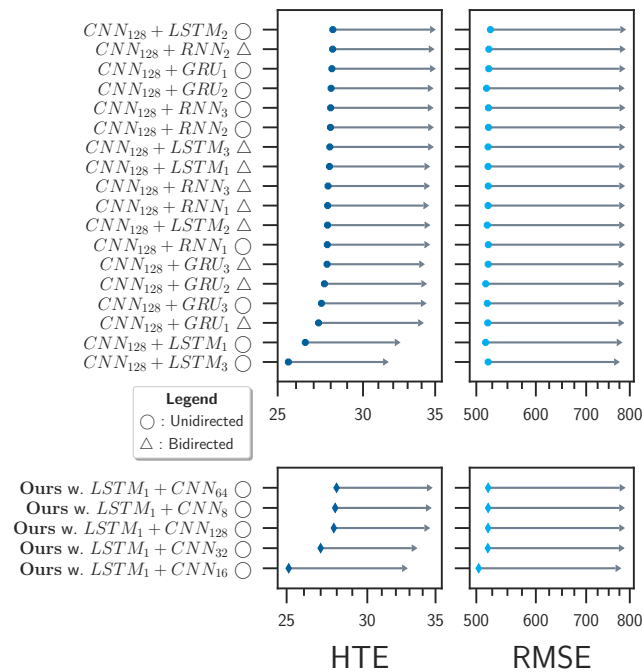 CNN₁₂₈ + LSTM₂ ◯
CNN₁₂₈ + RNN₂ △
CNN₁₂₈ + GRU₁ ◯
CNN₁₂₈ + GRU₂ ◯
CNN₁₂₈ + RNN₃ ◯
CNN₁₂₈ + RNN₂ ◯
CNN₁₂₈ + LSTM₃ △
CNN₁₂₈ + LSTM₁ △
CNN₁₂₈ + RNN₃ △
CNN₁₂₈ + RNN₁ △
CNN₁₂₈ + LSTM₂ △
CNN₁₂₈ + RNN₁ ◯
CNN₁₂₈ + GRU₃ △
CNN₁₂₈ + GRU₂ △
CNN₁₂₈ + GRU₃ ◯
CNN₁₂₈ + GRU₁ △
CNN₁₂₈ + LSTM₁ ◯
CNN₁₂₈ + LSTM₃ ◯
25 30 35 500 600 700 800
Legend
◯ : Unidirected
△ : Bidirected
Ours w. LSTM₁ + CNN₆₄ ◯
Ours w. LSTM₁ + CNN₈ ◯
Ours w. LSTM₁ + CNN₁₂₈ ◯
Ours w. LSTM₁ + CNN₃₂ ◯
Ours w. LSTM₁ + CNN₁₆ ◯
25 30 35 500 600 700 800
HTE RMSE